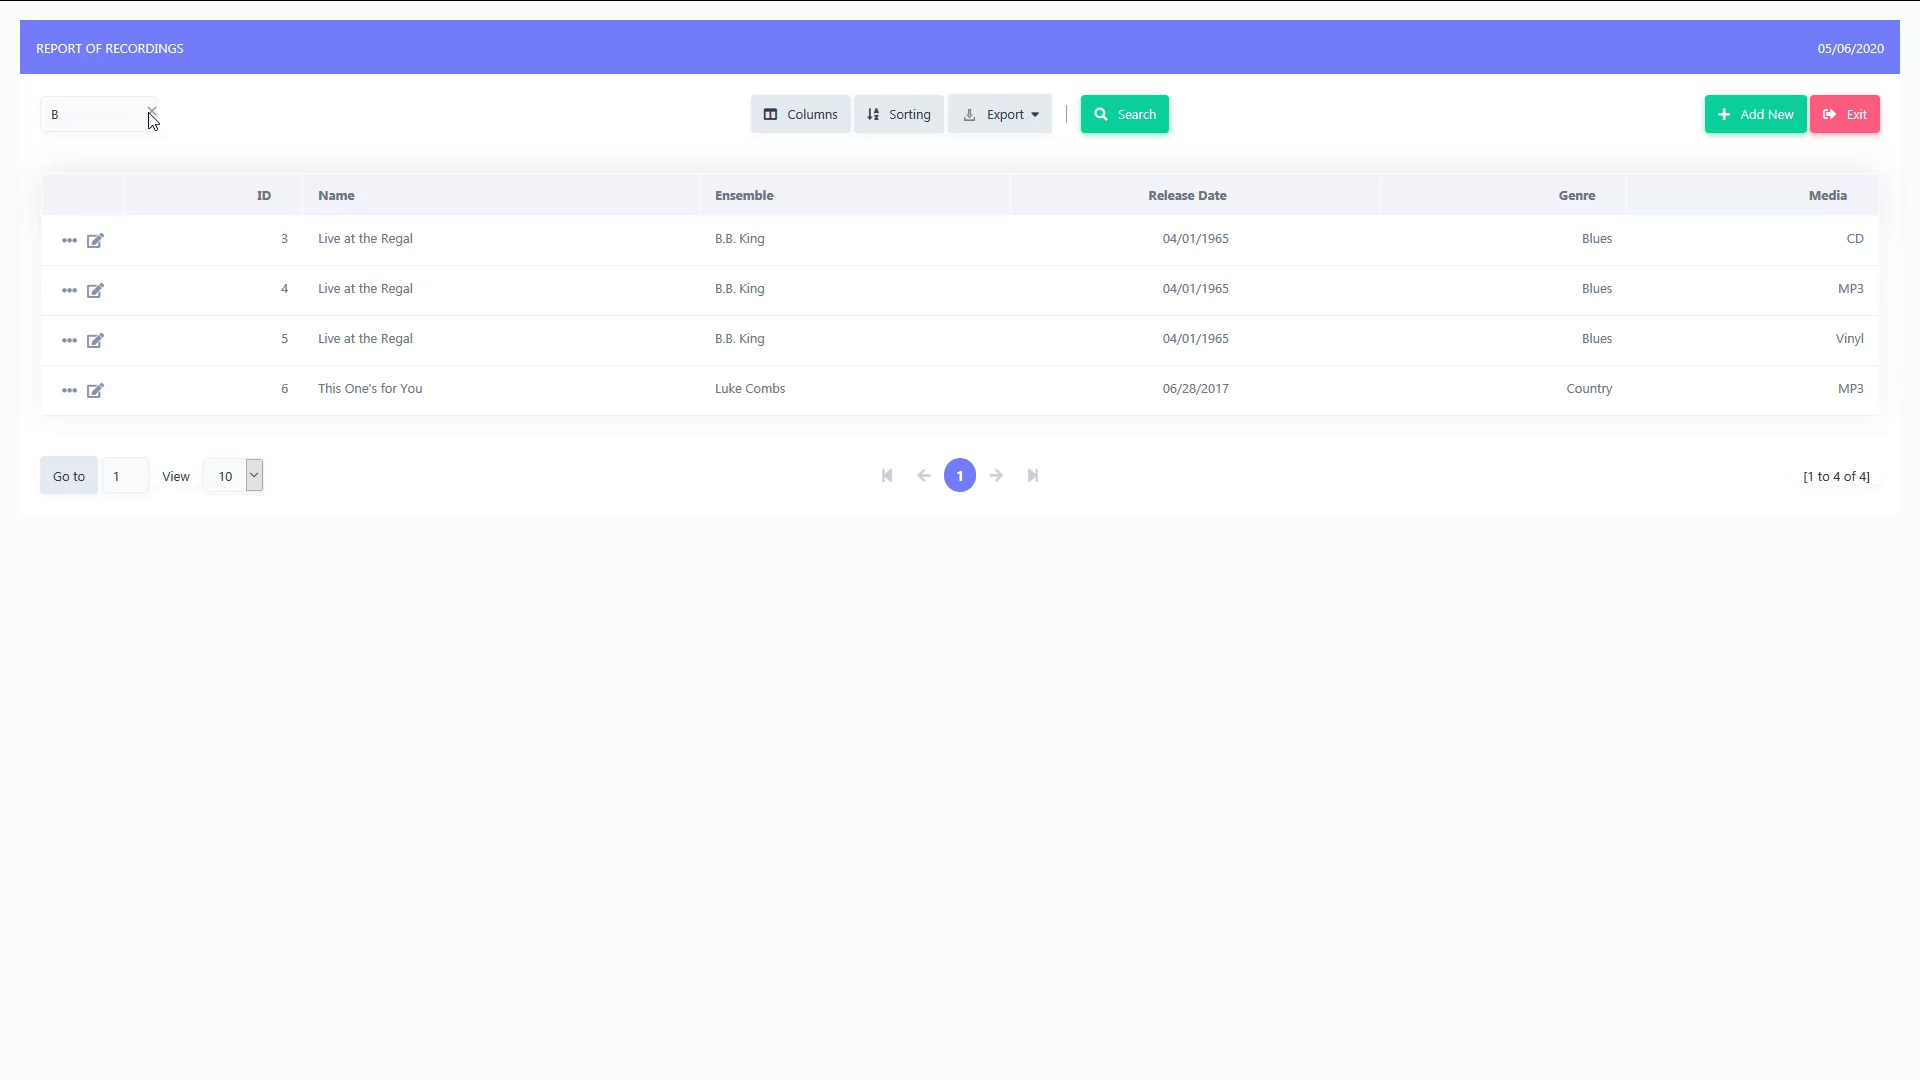 REPORT OF RECORDINGS 05/06/2020
B Columns Sorting Export Search Add New Exit
ID Name Ensemble Release Date Genre Media
3 Live at the Regal B.B. King 04/01/1965 Blues CD
4 Live at the Regal B.B. King 04/01/1965 Blues MP3
5 Live at the Regal B.B. King 04/01/1965 Blues Vinyl
6 This One's for You Luke Combs 06/28/2017 Country MP3
Go to 1 View 10 1 [1 to 4 of 4]